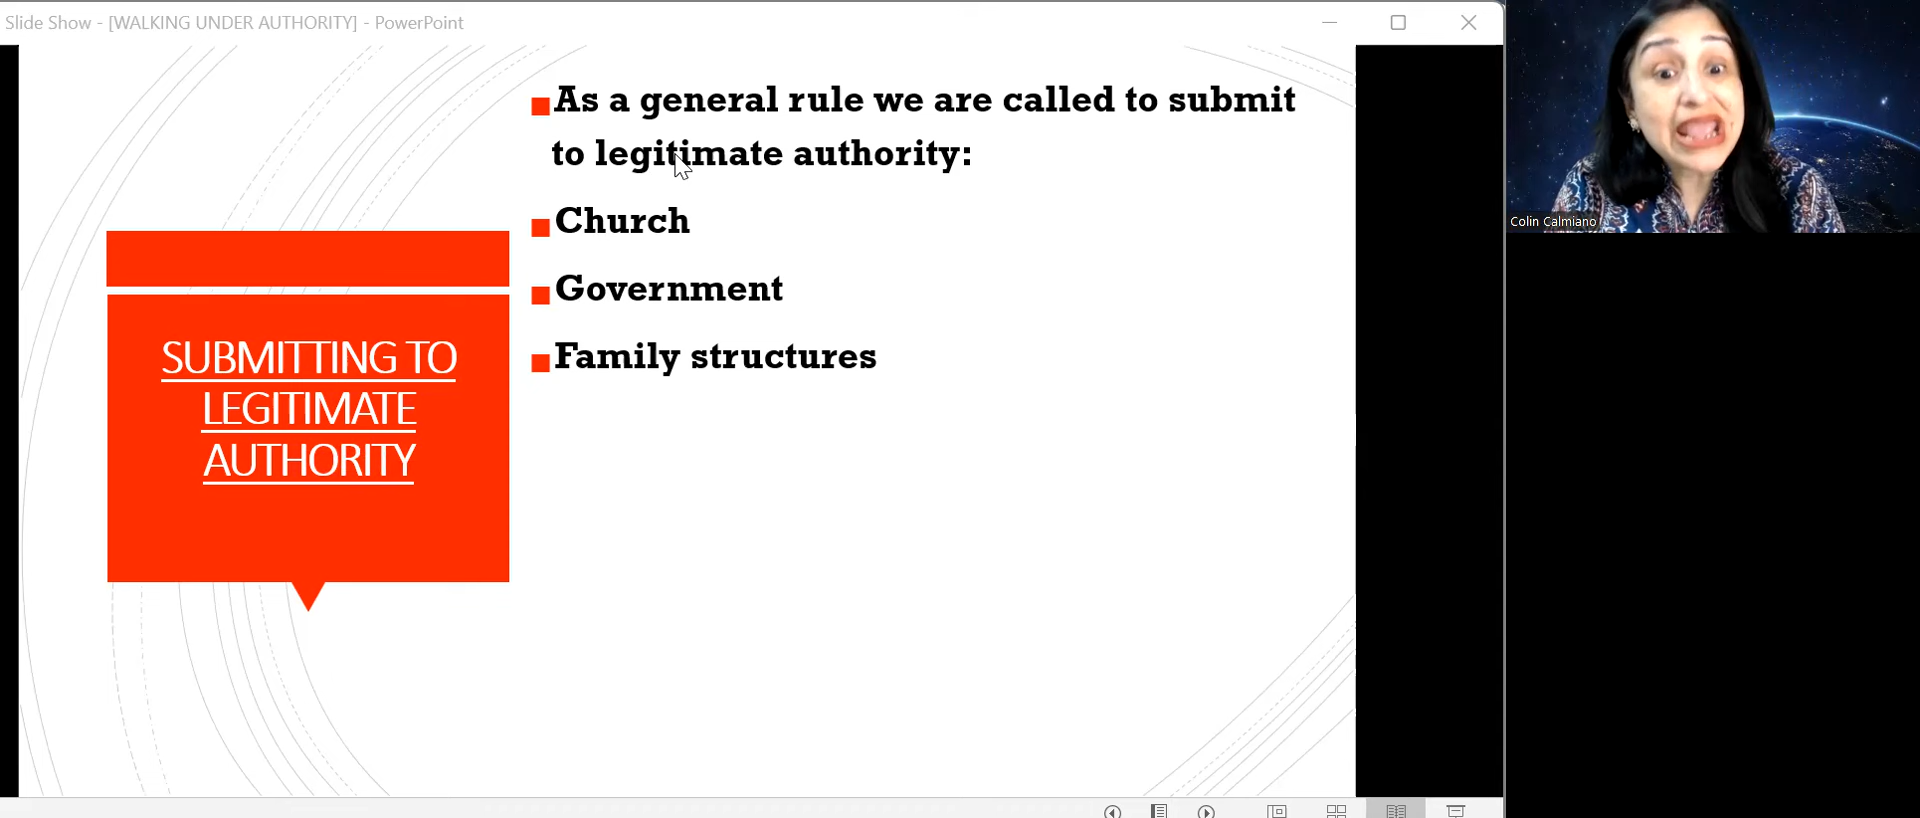 Slide Show - [WALKING UNDER AUTHORITY] - PowerPoint
As a general rule we are called to submit
to legitimate authority:
Church
Government
Family structures
SUBMITTING TO
LEGITIMATE
AUTHORITY
Colin Calmiano